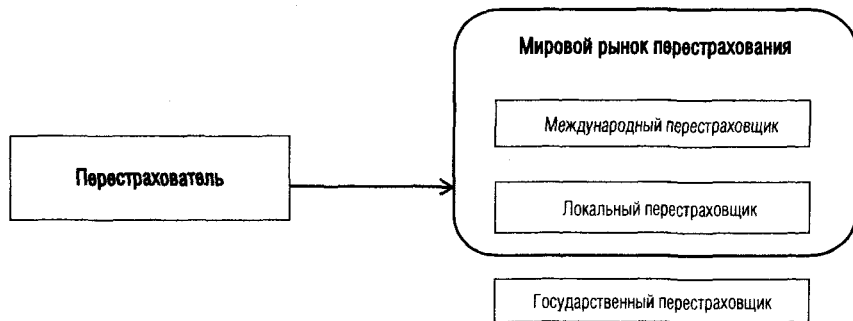 Мировой рынок перестрахования
Международный перестраховщик
Перестрахователь
Локальный перестраховщик
Государственный перестраховщик